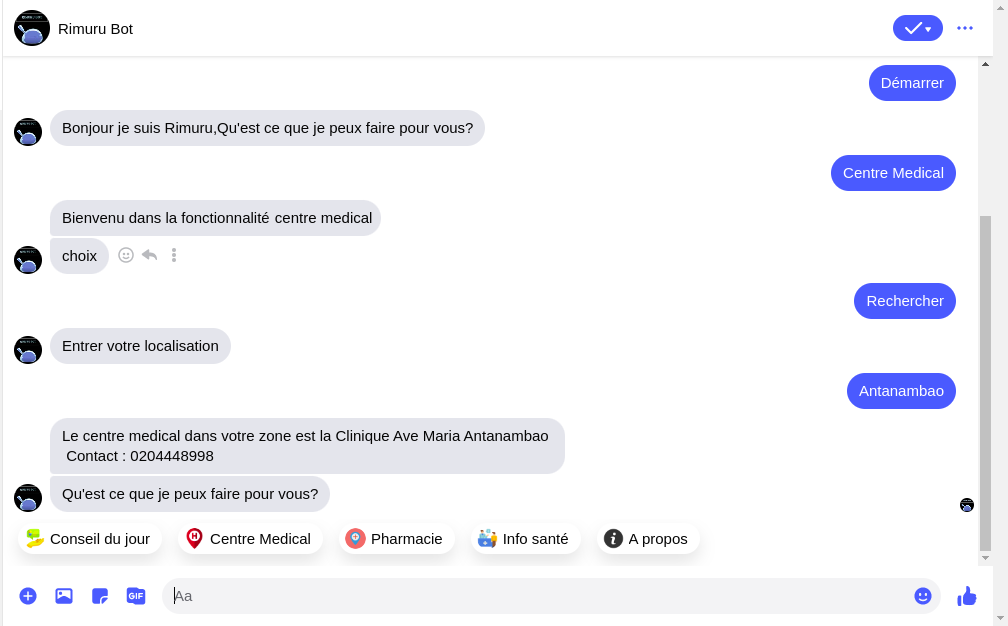 Rimuru Bot
Démarrer
Bonjour je suis Rimuru,Qu'est ce que je peux faire pour vous?
Centre Medical
Bienvenu dans la fonctionnalité centre medical
choix
Rechercher
Entrer votre localisation
Antanambao
Le centre medical dans votre zone est la Clinique Ave Maria Antanambao
Contact : 0204448998
Qu'est ce que je peux faire pour vous?
Conseil du jour
Centre Medical
Pharmacie
Info santé
A propos
GIF
Aa